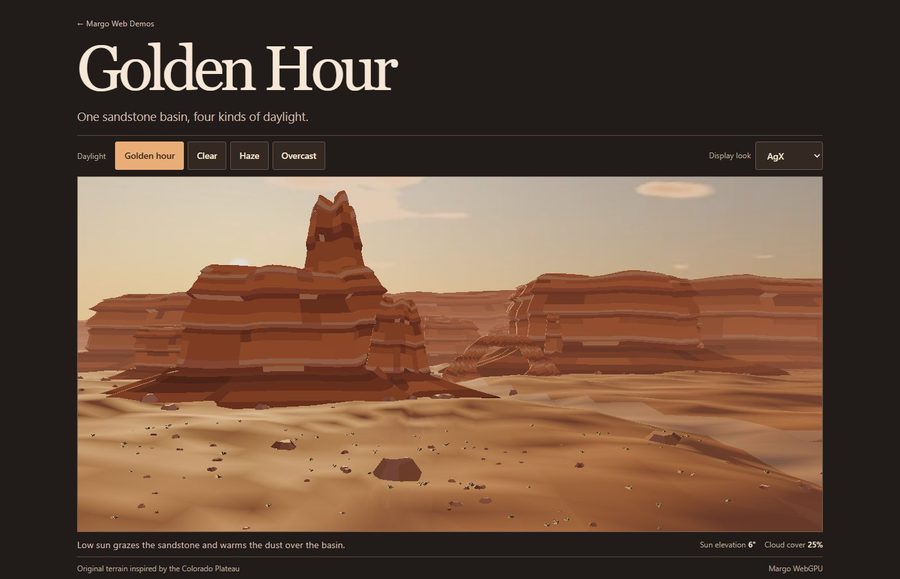 ← Margo Web Demos
Golden Hour
One sandstone basin, four kinds of daylight.
Daylight Golden hour Clear Haze Overcast Display look AgX
Low sun grazes the sandstone and warms the dust over the basin. Sun elevation 6° Cloud cover 25%
Original terrain inspired by the Colorado Plateau Margo WebGPU